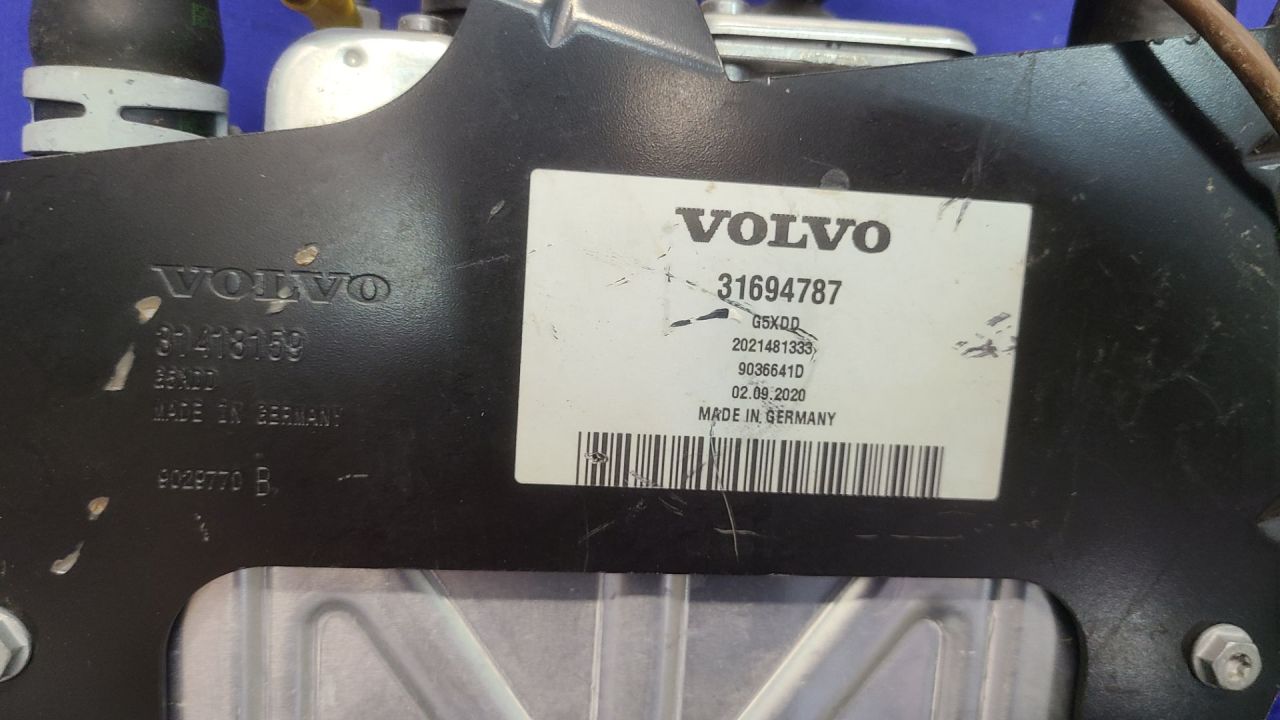 VOLVO
31418159
G5XDD
MADE IN GERMANY
9029770 B
VOLVO
31694787
G5XDD
2021481333
9036641D
02.09.2020
MADE IN GERMANY